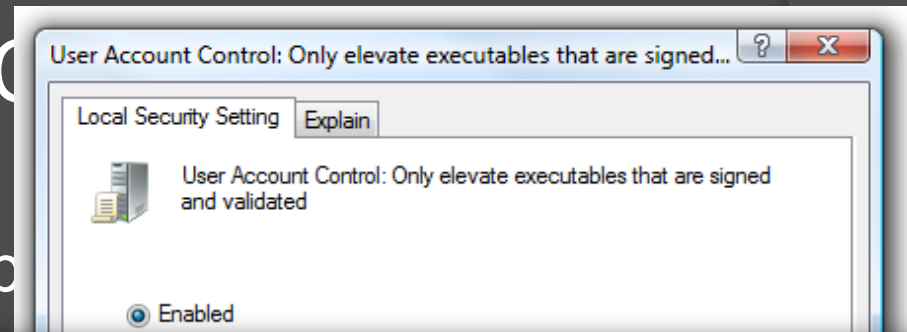 User Account Control: Only elevate executables that are signed...
Local Security Setting Explain
User Account Control: Only elevate executables that are signed
and validated
Enabled